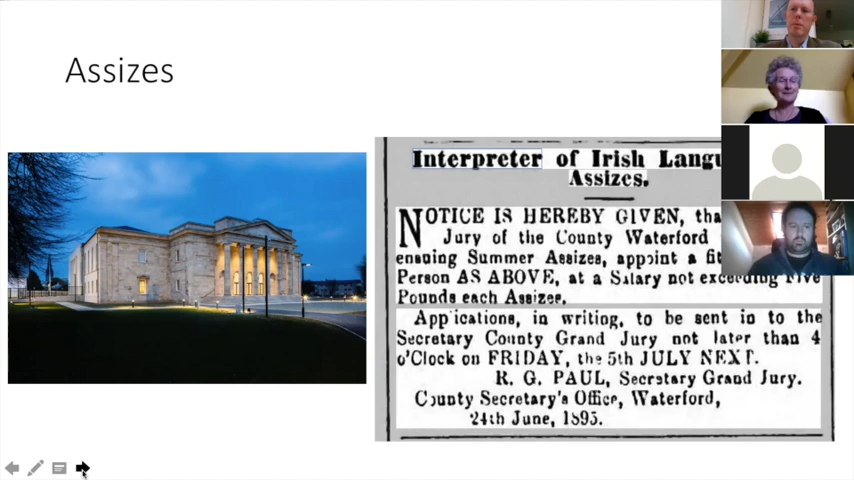 Assizes
Interpreter of Irish
Assizes.
NOTICE IS HEREBY GIVEN,
Jury of the County Waterford
ensuing Summer Assizes, appoint a
Person AS ABOVE, at a Salary not exceeding Five
Pounds each Assizes.
Applications, in writing, to be sent in to the
Secretary County Grand Jury not later than 4
o'Clock on FRIDAY, the 5th JULY NEXT.
R. G. PAUL, Secretary Grand Jury.
County Secretary's Office, Waterford,
24th June, 1895.